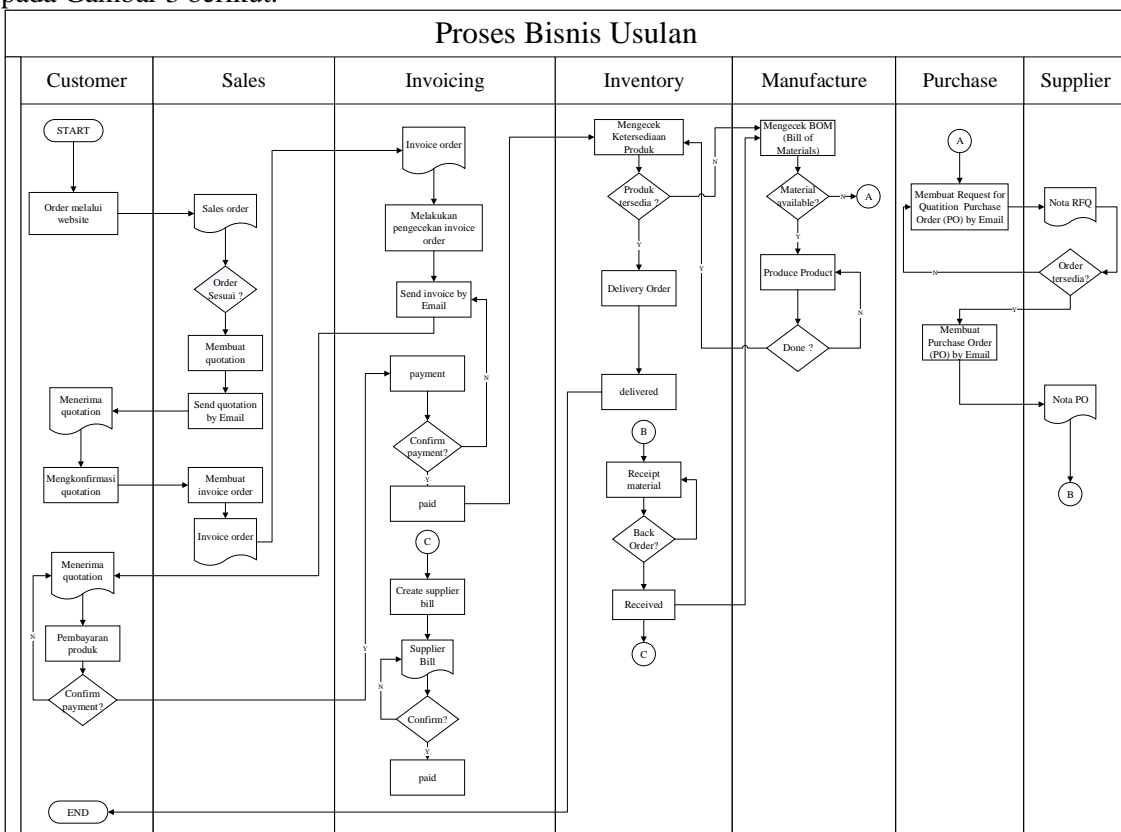 pada Gambar 5 berikut.
Proses Bisnis Usulan
Customer
Sales
Invoicing
Inventory
Manufacture
Purchase
Supplier
START
Order melalui
website
Menerima
quotation
Mengkonfirmasi
quotation
Menerima
quotation
Pembayaran
produk
Confirm
payment?
N
Y
END
Sales order
Order
Sesuai ?
Membuat
quotation
Send quotation
by Email
Membuat
invoice order
Invoice order
Invoice order
Melakukan
pengecekan invoice
order
Send invoice by
Email
payment
Confirm
payment?
N
Y
paid
C
Create supplier
bill
Supplier
Bill
N
Confirm?
Y
paid
Mengecek
Ketersediaan
Produk
Produk
tersedia ?
N
Y
Delivery Order
delivered
B
Receipt
material
Back
Order?
Received
C
Mengecek BOM
(Bill of
Materials)
Material
available?
N
A
Y
Produce Product
N
Done ?
Y
A
Membuat Request for
Quatition Purchase
Order (PO) by Email
N
Y
Membuat
Purchase Order
(PO) by Email
Nota RFQ
Order
tersedia?
Nota PO
B